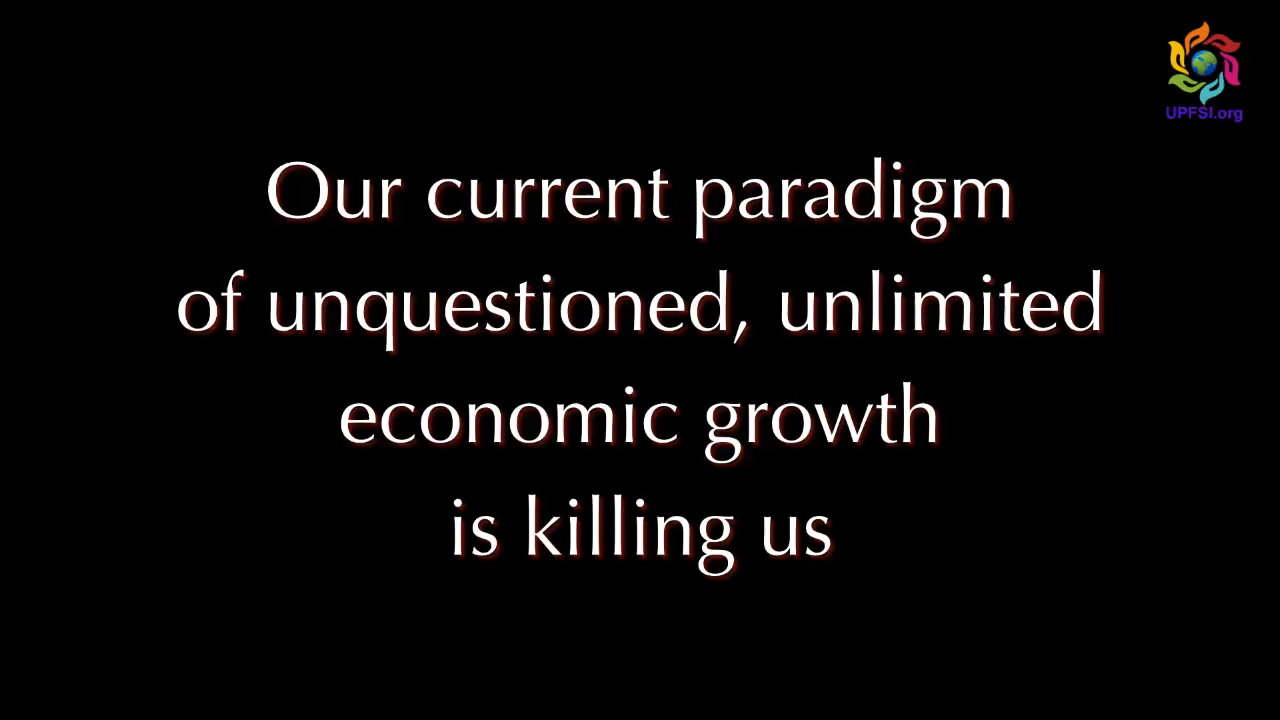 UPFSI.org
Our current paradigm
of unquestioned, unlimited
economic growth
is killing us